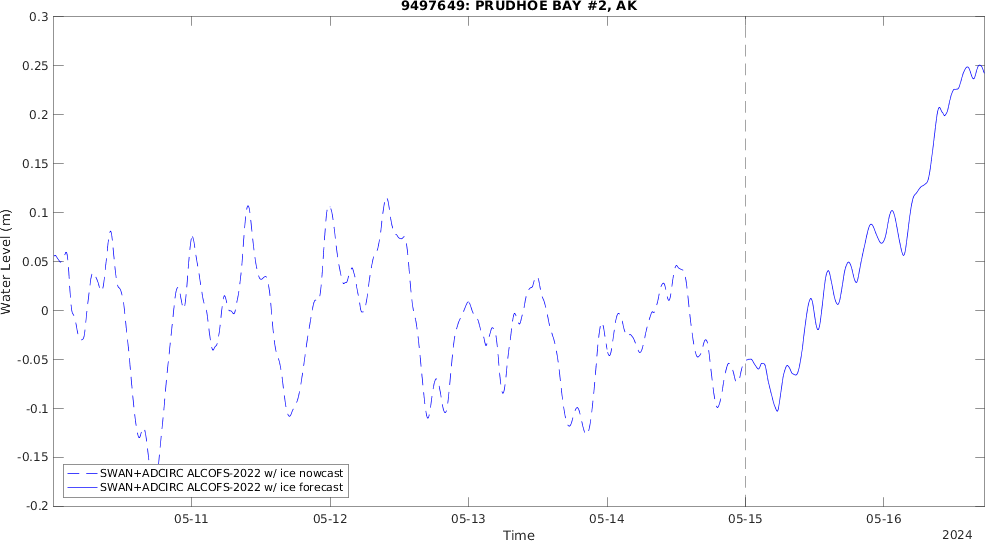 9497649: PRUDHOE BAY #2, AK
0.3
0.25
0.2
0.15
0.1
0.05
0
-0.05
-0.1
-0.15
-0.2
Water Level (m)
SWAN+ADCIRC ALCOFS-2022 w/ ice nowcast
SWAN+ADCIRC ALCOFS-2022 w/ ice forecast
05-11 05-12 05-13 05-14 05-15 05-16
Time
2024